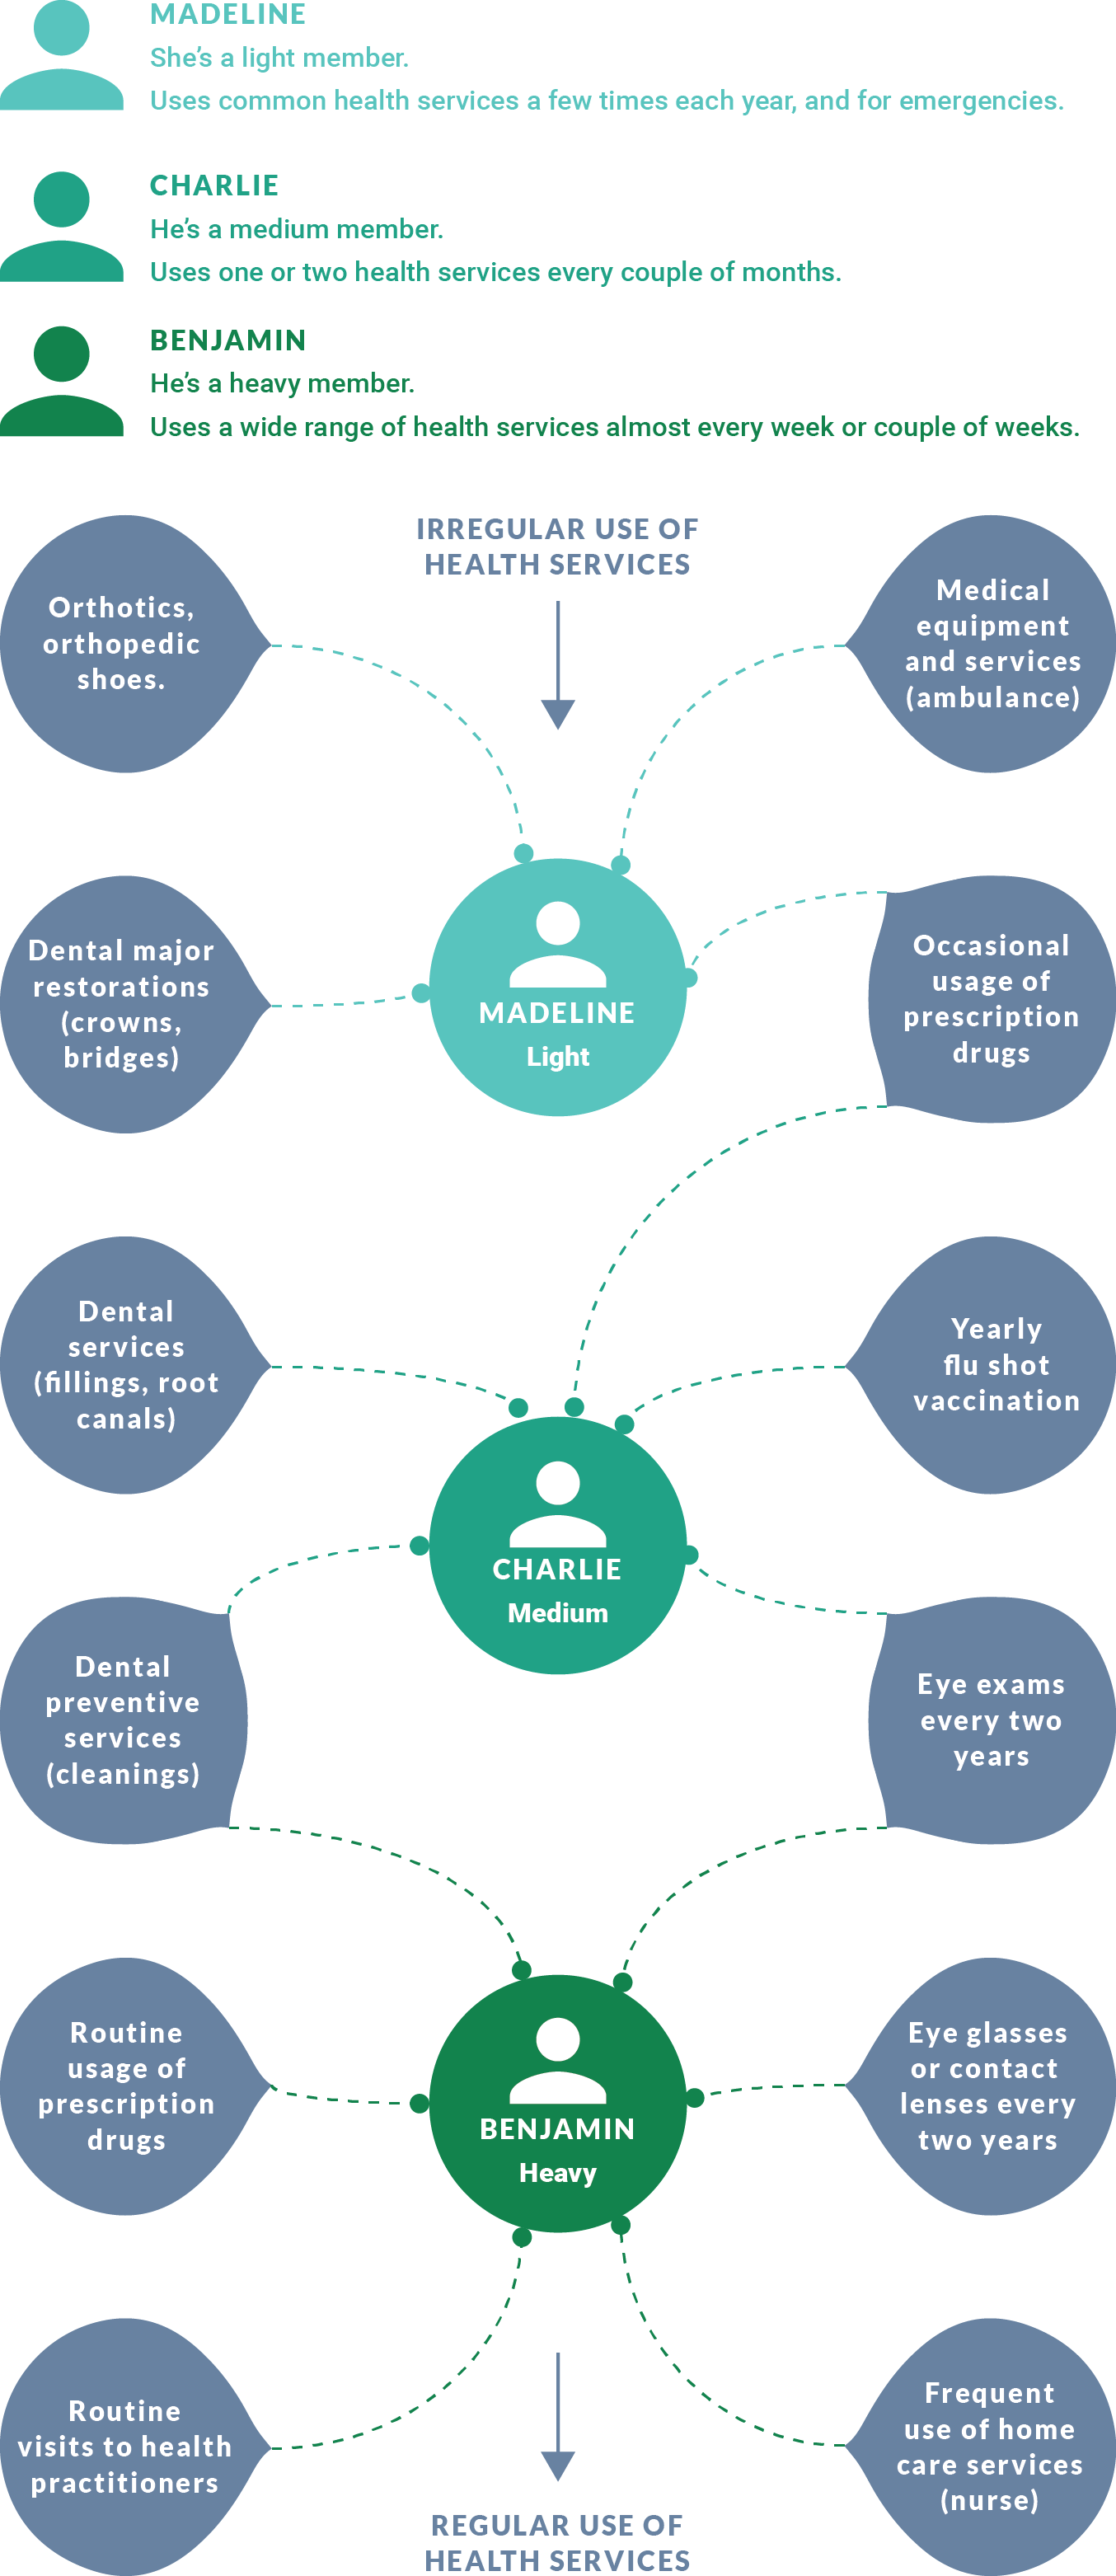 MADELINE
She’s a light member.
Uses common health services a few times each year, and for emergencies.
CHARLIE
He’s a medium member.
Uses one or two health services every couple of months.
BENJAMIN
He’s a heavy member.
Uses a wide range of health services almost every week or couple of weeks.
IRREGULAR USE OF
HEALTH SERVICES
Orthotics,
orthopedic
shoes.
Medical
equipment
and services
(ambulance)
Dental major
restorations
(crowns,
bridges)
MADELINE
Light
Occasional
usage of
prescription
drugs
Dental
services
(fillings, root
canals)
Yearly
flu shot
vaccination
CHARLIE
Medium
Dental
preventive
services
(cleanings)
Eye exams
every two
years
Routine
usage of
prescription
drugs
BENJAMIN
Heavy
Eye glasses
or contact
lenses every
two years
Routine
visits to health
practitioners
Frequent
use of home
care services
(nurse)
REGULAR USE OF
HEALTH SERVICES